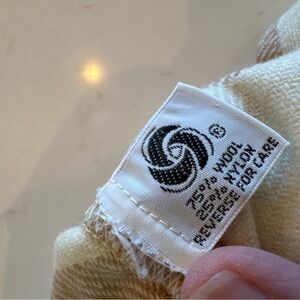 ®
75% WOOL
25% NYLON
REVERSE FOR CARE